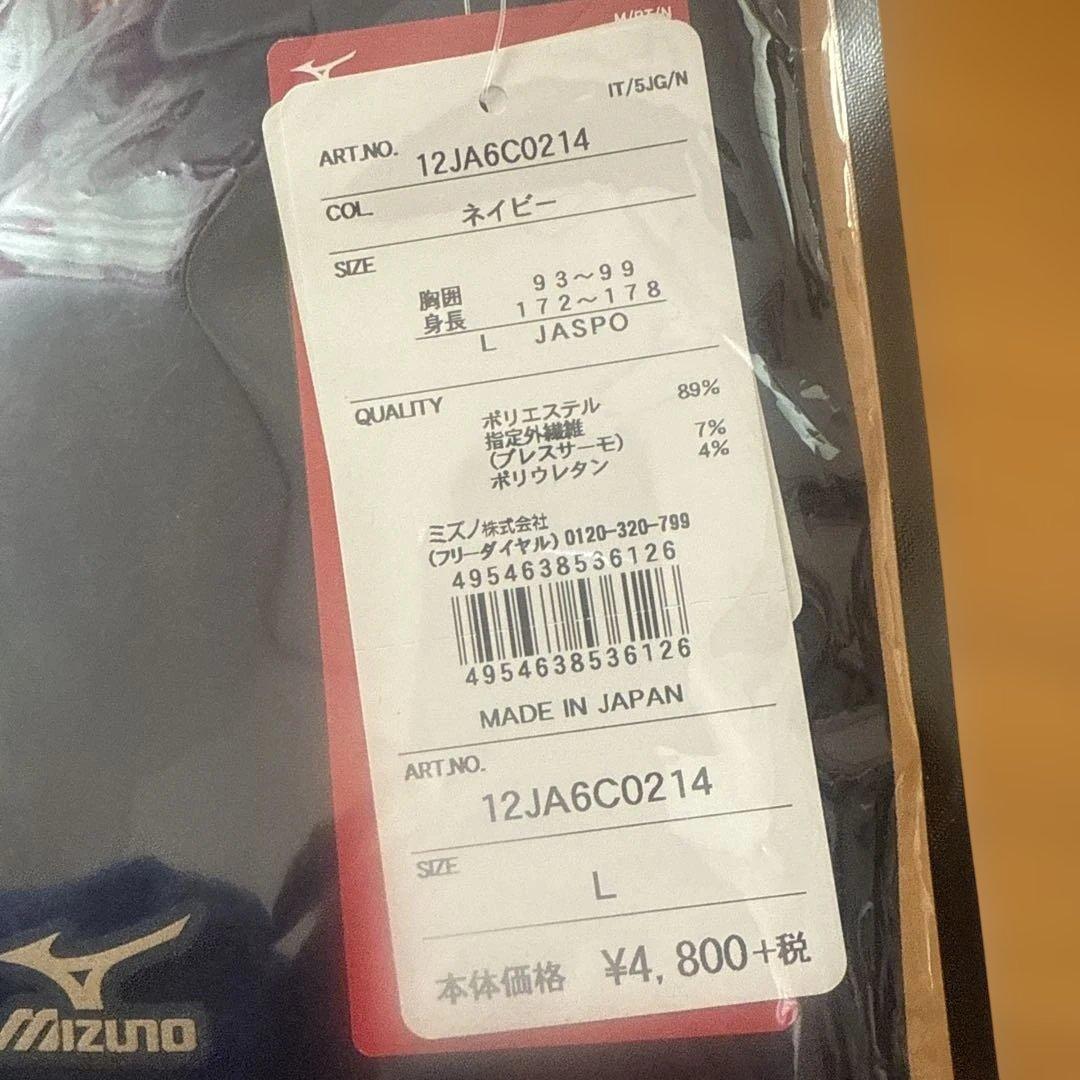 M/PT/N
IT/5JG/N
ART.NO. 12JA6C0214
COL. ネイビー
SIZE
胸囲 93～99
身長 172～178
L JASPO
QUALITY
ポリエステル 89%
指定外繊維
(ブレスサーモ) 7%
ポリウレタン 4%
ミズノ株式会社
(フリーダイヤル) 0120-320-799
4954638536126
4954638536126
MADE IN JAPAN
ART.NO.
12JA6C0214
SIZE
L
本体価格 ¥4,800+税
MIZUNO